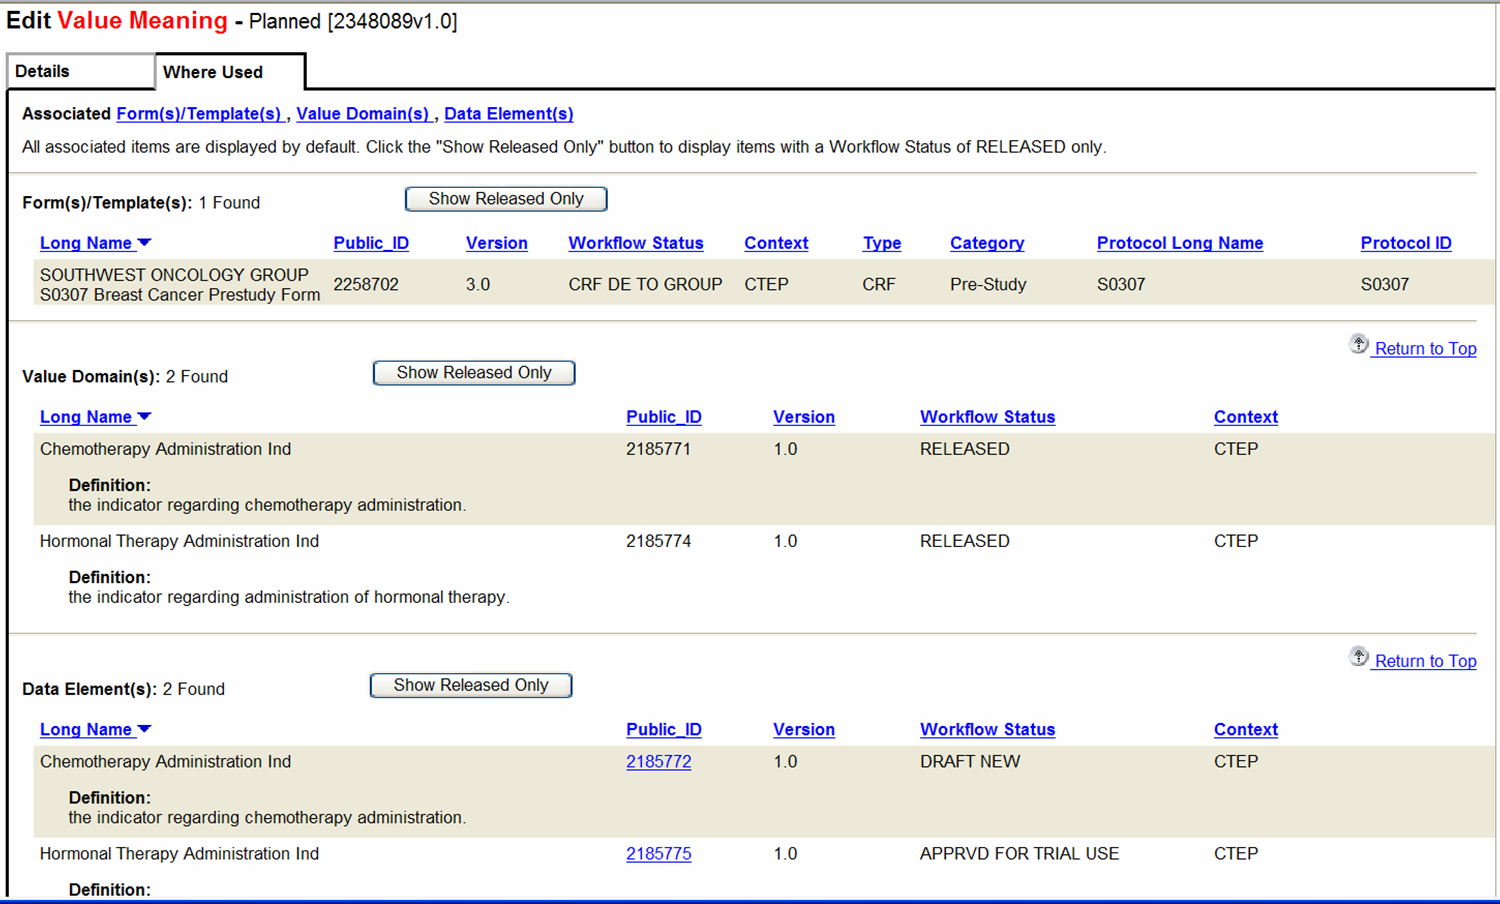 Edit Value Meaning - Planned [2348089v1.0]
Details
Where Used
Associated Form(s)/Template(s) , Value Domain(s) , Data Element(s)
All associated items are displayed by default. Click the "Show Released Only" button to display items with a Workflow Status of RELEASED only.
Form(s)/Template(s): 1 Found Show Released Only
Long Name Public_ID Version Workflow Status Context Type Category Protocol Long Name Protocol ID
SOUTHWEST ONCOLOGY GROUP
S0307 Breast Cancer Prestudy Form 2258702 3.0 CRF DE TO GROUP CTEP CRF Pre-Study S0307 S0307
Return to Top
Value Domain(s): 2 Found Show Released Only
Long Name Public_ID Version Workflow Status Context
Chemotherapy Administration Ind 2185771 1.0 RELEASED CTEP
Definition:
the indicator regarding chemotherapy administration.
Hormonal Therapy Administration Ind 2185774 1.0 RELEASED CTEP
Definition:
the indicator regarding administration of hormonal therapy.
Return to Top
Data Element(s): 2 Found Show Released Only
Long Name Public_ID Version Workflow Status Context
Chemotherapy Administration Ind 2185772 1.0 DRAFT NEW CTEP
Definition:
the indicator regarding chemotherapy administration.
Hormonal Therapy Administration Ind 2185775 1.0 APPRVD FOR TRIAL USE CTEP
Definition: